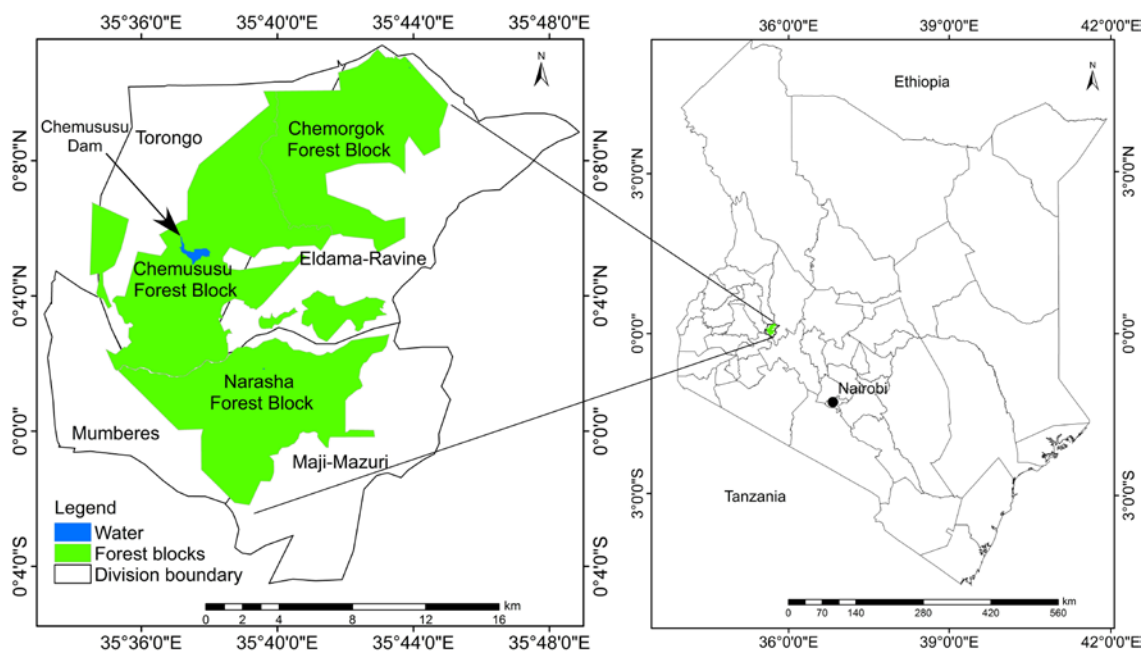 35°36'0"E 35°40'0"E 35°44'0"E 35°48'0"E
N
Chemususu
Dam
Torongo
Chemorgok
Forest Block
0°8'0"N
0°8'0"N
Eldama-Ravine
Chemususu
Forest Block
0°4'0"N
0°4'0"N
Narasha
Forest Block
0°0'0"
0°0'0"
Mumberes
Maji-Mazuri
Legend
Water
Forest blocks
Division boundary
0°4'0"S
0°4'0"S
km
0 2 4 8 12 16
35°36'0"E 35°40'0"E 35°44'0"E 35°48'0"E
36°0'0"E 39°0'0"E 42°0'0"E
N
Ethiopia
3°0'0"N
3°0'0"N
0°0'0"
0°0'0"
Nairobi
Tanzania
3°0'0"S
3°0'0"S
km
0 70 140 280 420 560
36°0'0"E 39°0'0"E 42°0'0"E